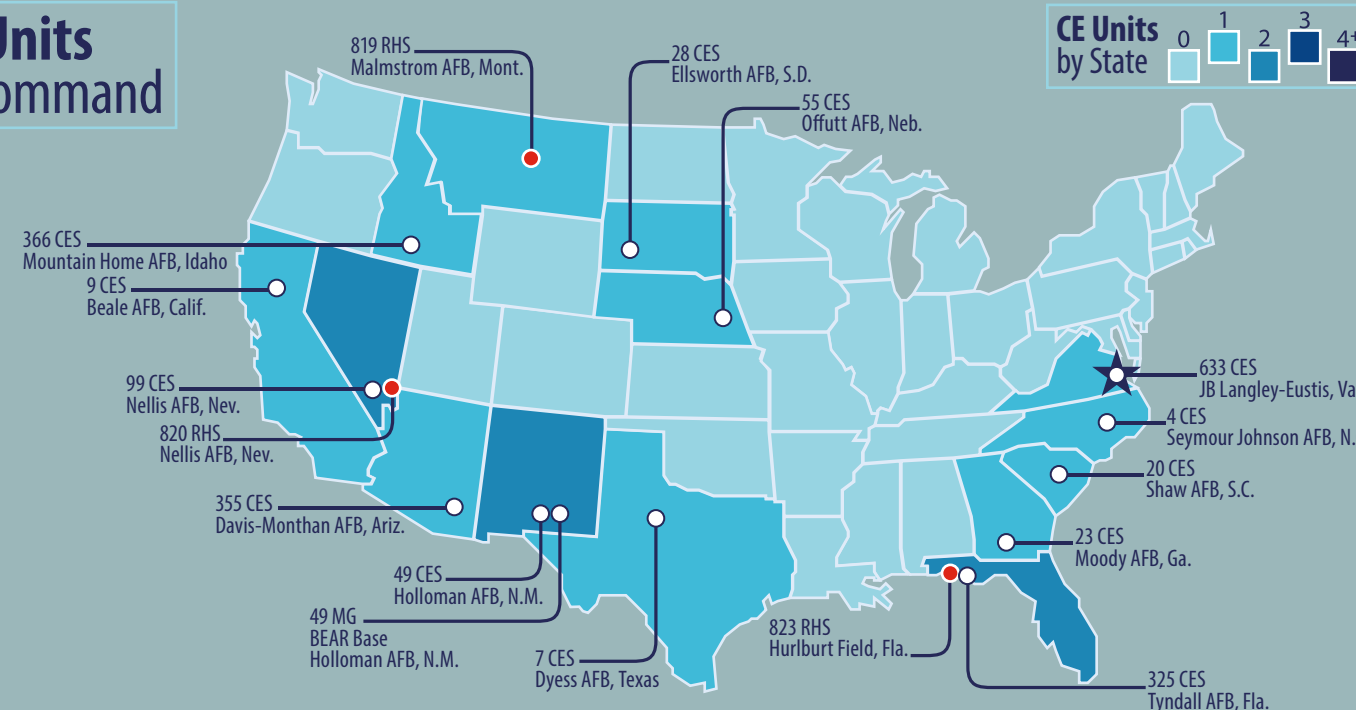 Units
ommand
CE Units
by State
0
1
2
3
4+
819 RHS
Malmstrom AFB, Mont.
28 CES
Ellsworth AFB, S.D.
55 CES
Offutt AFB, Neb.
366 CES
Mountain Home AFB, Idaho
9 CES
Beale AFB, Calif.
99 CES
Nellis AFB, Nev.
820 RHS
Nellis AFB, Nev.
355 CES
Davis-Monthan AFB, Ariz.
49 CES
Holloman AFB, N.M.
49 MG
BEAR Base
Holloman AFB, N.M.
7 CES
Dyess AFB, Texas
823 RHS
Hurlburt Field, Fla.
325 CES
Tyndall AFB, Fla.
23 CES
Moody AFB, Ga.
20 CES
Shaw AFB, S.C.
4 CES
Seymour Johnson AFB, N.
633 CES
JB Langley-Eustis, Va